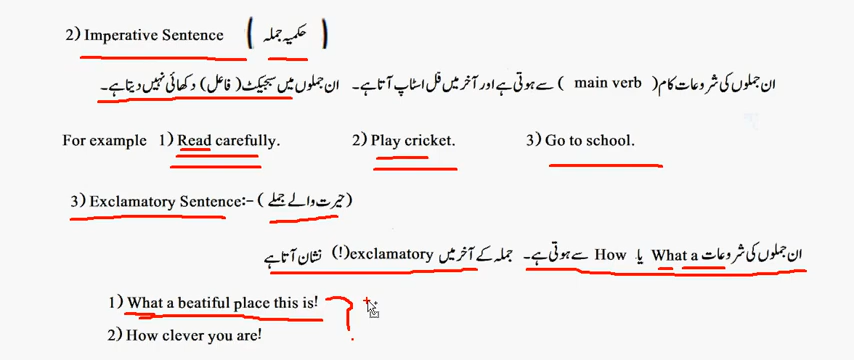 2) Imperative Sentence ( حکمیہ جملہ )
ان جملوں کی شروعات کام( main verb ) سے ہوتی ہے اور آخر میں فل اسٹاپ آتا ہے۔ ان جملوں میں سبجیکٹ( فاعل) دکھائی نہیں دیتا ہے۔
For example 1) Read carefully. 2) Play cricket. 3) Go to school.
3) Exclamatory Sentence:- ( حیرت والے جملے)
ان جملوں کی شروعات What a یا How سے ہوتی ہے۔ جملہ کے آخر میں exclamatory(!) نشان آتا ہے
1) What a beatiful place this is! ?
2) How clever you are!